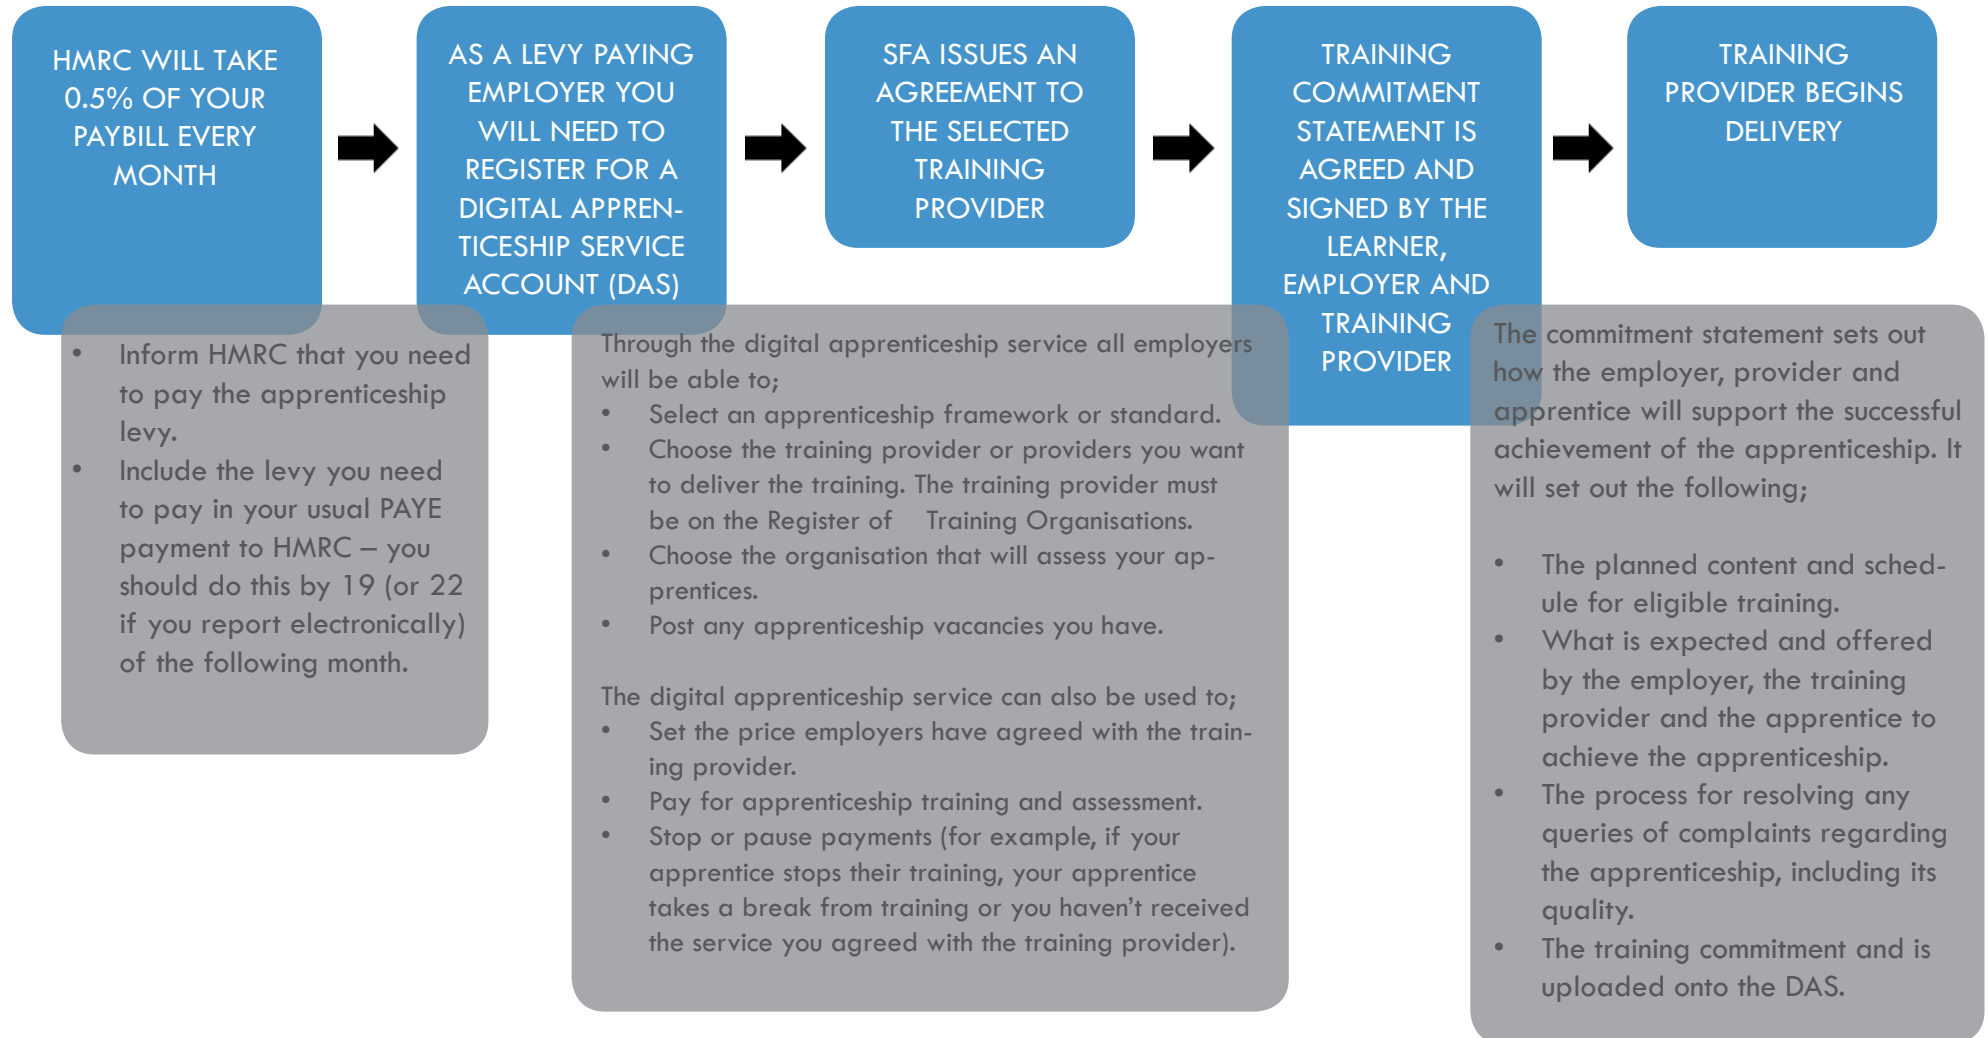 HMRC WILL TAKE
0.5% OF YOUR
PAYBILL EVERY
MONTH
AS A LEVY PAYING
EMPLOYER YOU
WILL NEED TO
REGISTER FOR A
DIGITAL APPREN-
TICESHIP SERVICE
ACCOUNT (DAS)
SFA ISSUES AN
AGREEMENT TO
THE SELECTED
TRAINING
PROVIDER
TRAINING
COMMITMENT
STATEMENT IS
AGREED AND
SIGNED BY THE
LEARNER,
EMPLOYER AND
TRAINING
PROVIDER
TRAINING
PROVIDER BEGINS
DELIVERY
• Inform HMRC that you need
to pay the apprenticeship
levy.
• Include the levy you need
to pay in your usual PAYE
payment to HMRC – you
should do this by 19 (or 22
if you report electronically)
of the following month.
Through the digital apprenticeship service all employers
will be able to;
• Select an apprenticeship framework or standard.
• Choose the training provider or providers you want
to deliver the training. The training provider must
be on the Register of Training Organisations.
• Choose the organisation that will assess your ap-
prentices.
• Post any apprenticeship vacancies you have.
The digital apprenticeship service can also be used to;
• Set the price employers have agreed with the train-
ing provider.
• Pay for apprenticeship training and assessment.
• Stop or pause payments (for example, if your
apprentice stops their training, your apprentice
takes a break from training or you haven't received
the service you agreed with the training provider).
The commitment statement sets out
how the employer, provider and
apprentice will support the successful
achievement of the apprenticeship. It
will set out the following;
• The planned content and sched-
ule for eligible training.
• What is expected and offered
by the employer, the training
provider and the apprentice to
achieve the apprenticeship.
• The process for resolving any
queries of complaints regarding
the apprenticeship, including its
quality.
• The training commitment and is
uploaded onto the DAS.